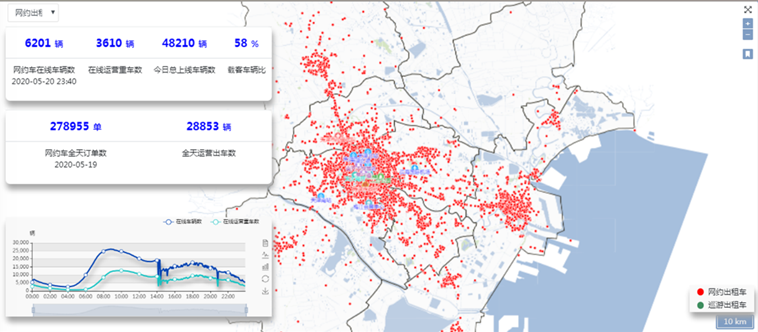 网约出租
6201 辆 3610 辆 48210 辆 58 %
网约车在线车辆数 在线运营重车数 今日总上线车辆数 载客车辆比
2020-05-20 23:40
278955 单 28853 辆
网约车全天订单数 全天运营出车数
2020-05-19
在线车辆数 在线运营重车数
辆
30,000
25,000
20,000
15,000
10,000
5,000
0
00:00 02:00 04:00 06:00 08:00 10:00 12:00 14:00 16:00 18:00 20:00 22:00
网约出租车
巡游出租车
10 km